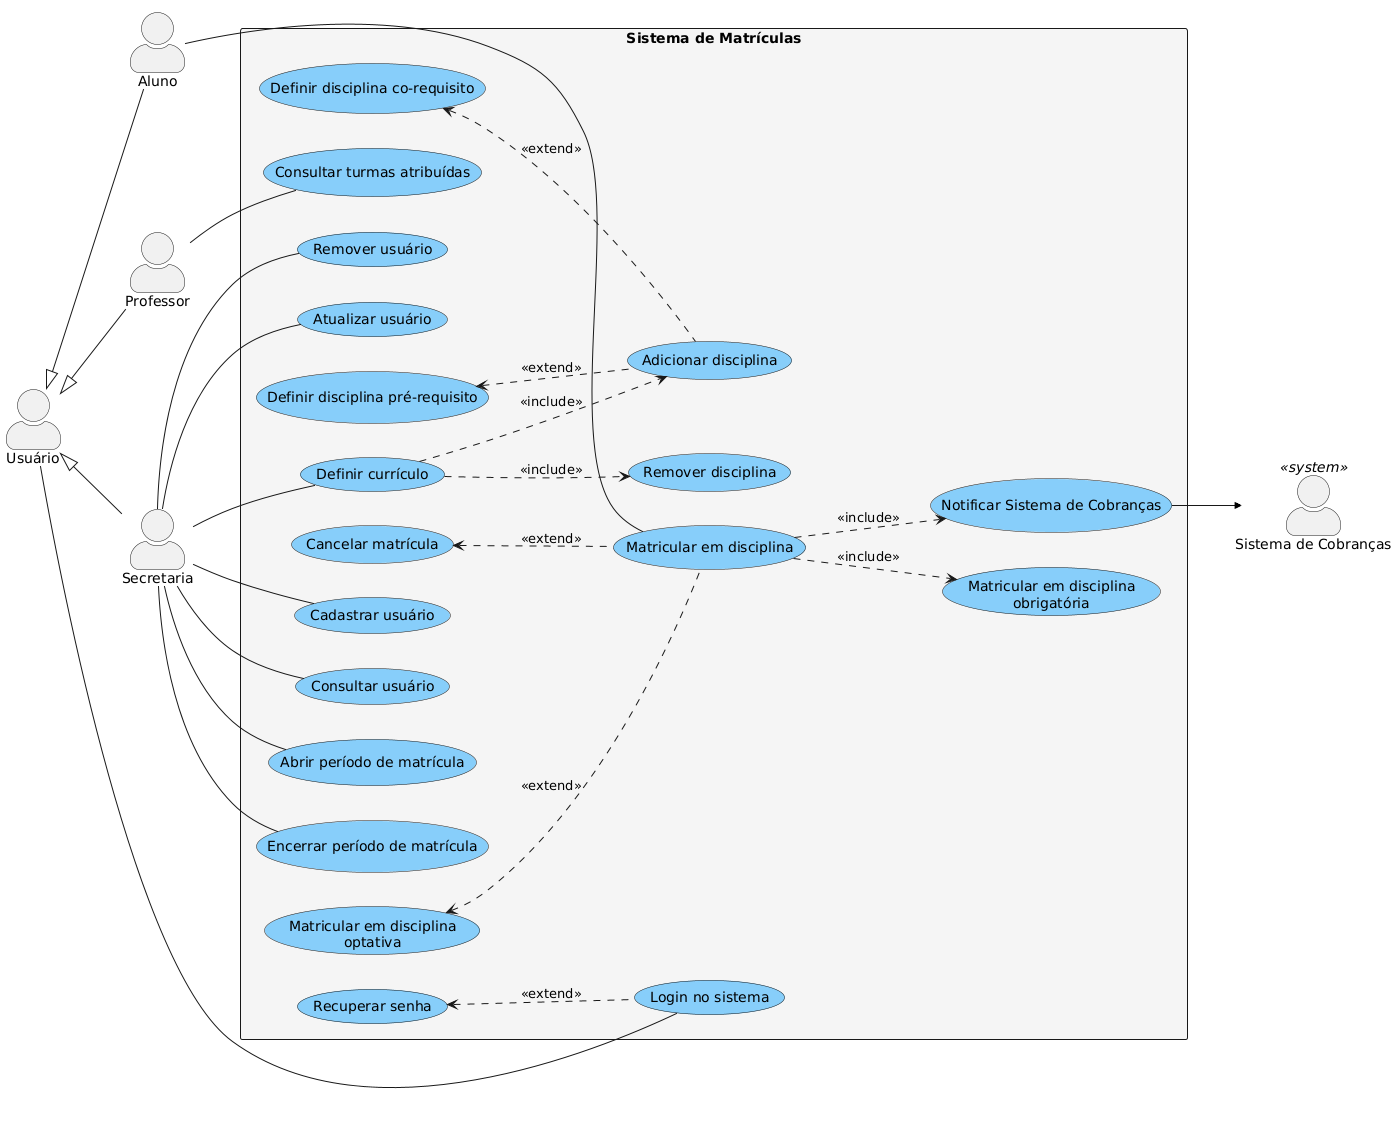 Aluno
Sistema de Matrículas
Definir disciplina co-requisito
«extend»
Consultar turmas atribuídas
Remover usuário
Professor
Atualizar usuário
Adicionar disciplina
«extend»
Definir disciplina pré-requisito
«include»
Usuário
Definir currículo
«include»
Remover disciplina
«system»
Notificar Sistema de Cobranças
«include»
Sistema de Cobranças
Cancelar matrícula
«extend»
Matricular em disciplina
«include»
Secretaria
Matricular em disciplina
obrigatória
Cadastrar usuário
Consultar usuário
Abrir período de matrícula
«extend»
Encerrar período de matrícula
Matricular em disciplina
optativa
Recuperar senha
«extend»
Login no sistema